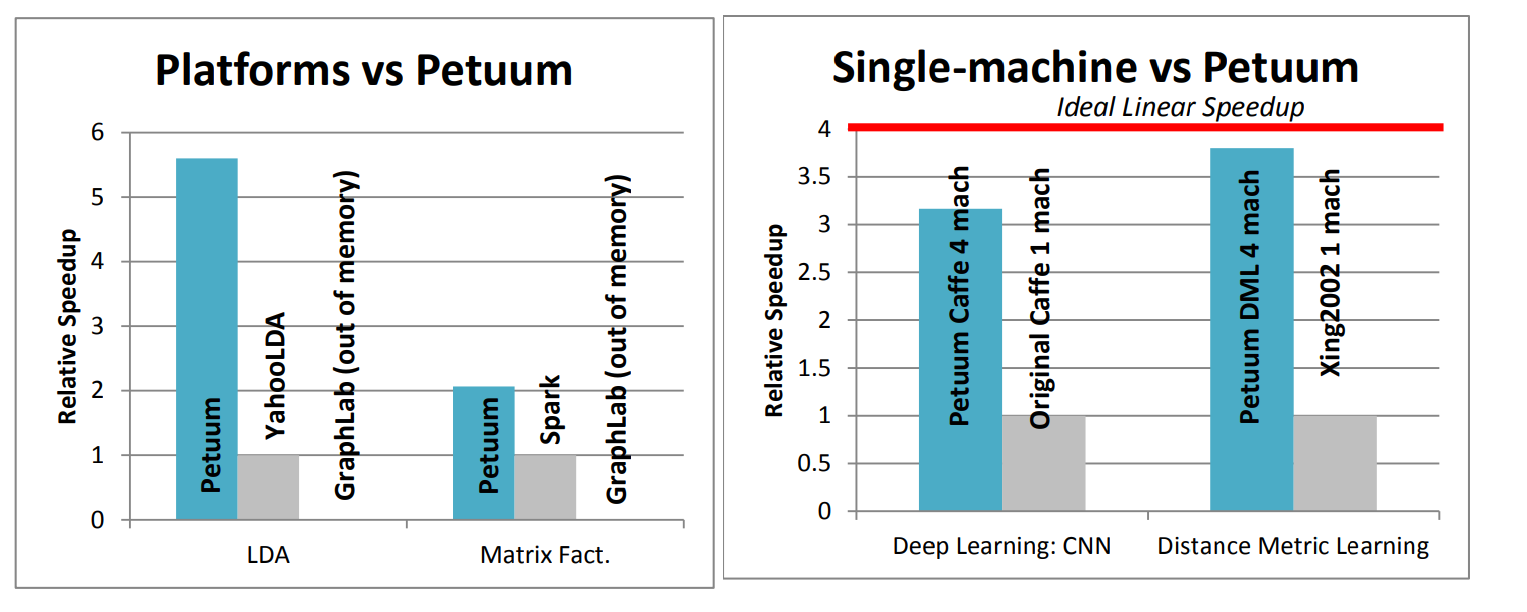 Platforms vs Petuum
6
5
4
3
2
1
0
Relative Speedup
Petuum
YahooLDA
GraphLab (out of memory)
Petuum
Spark
GraphLab (out of memory)
LDA
Matrix Fact.
Single-machine vs Petuum
Ideal Linear Speedup
4
3.5
3
2.5
2
1.5
1
0.5
0
Relative Speedup
Petuum Caffe 4 mach
Original Caffe 1 mach
Petuum DML 4 mach
Xing2002 1 mach
Deep Learning: CNN
Distance Metric Learning